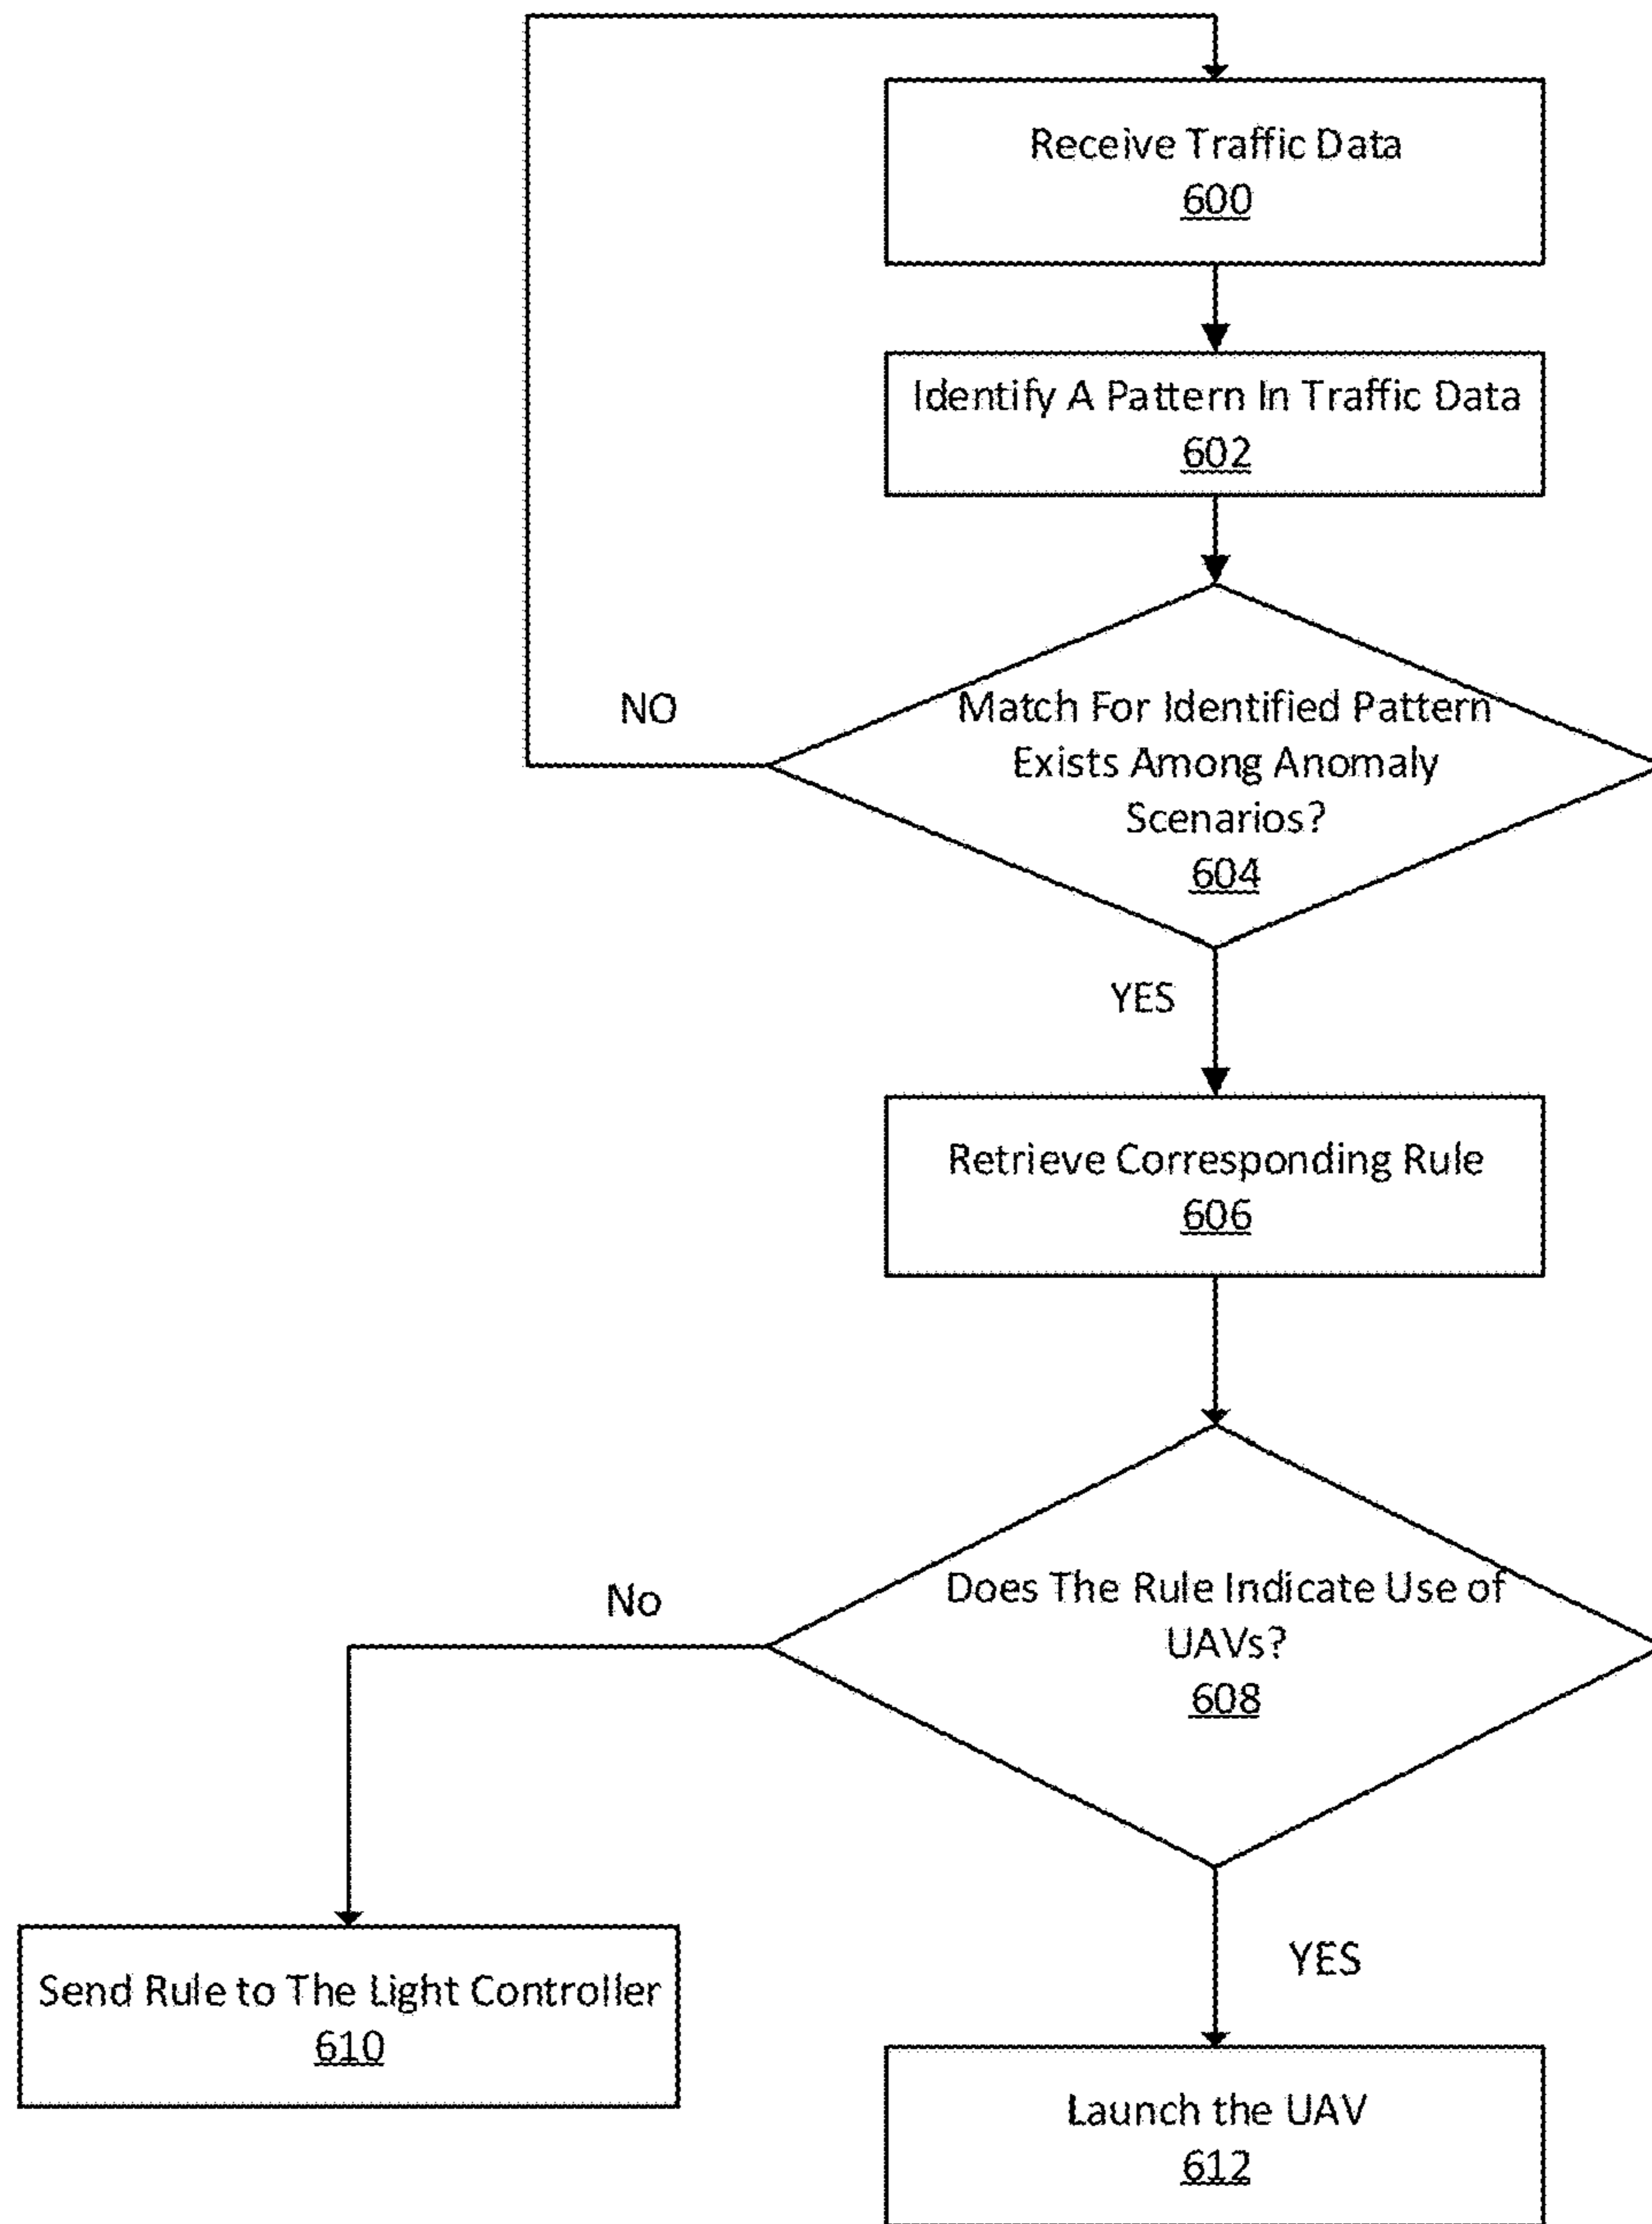 Receive Traffic Data
600
Identify A Pattern In Traffic Data
602
Match For Identified Pattern
Exists Among Anomaly
Scenarios?
604
NO
YES
Retrieve Corresponding Rule
606
Does The Rule Indicate Use of
UAVs?
608
No
YES
Send Rule to The Light Controller
610
Launch the UAV
612